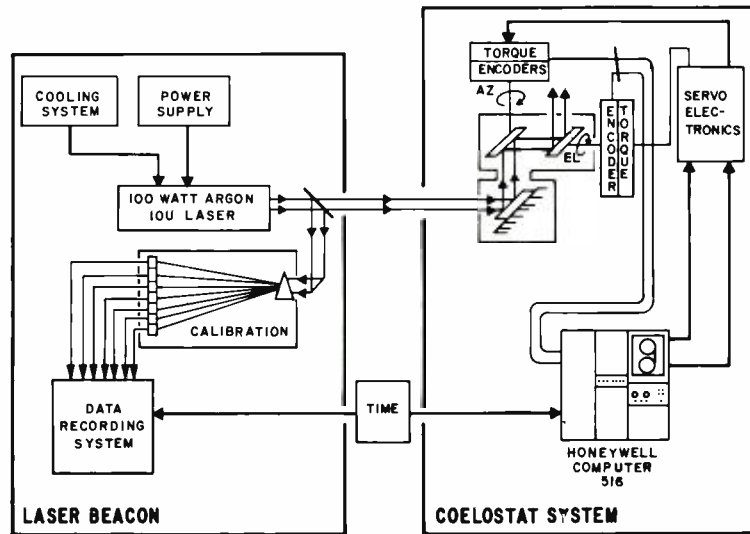 COOLING
SYSTEM
POWER
SUPPLY
100 WATT ARGON
10U LASER
CALIBRATION
DATA
RECORDING
SYSTEM
LASER BEACON
TIME
TORQUE
ENCODERS
AZ
EL
ENCODER
TORQUE
SERVO
ELEC-
TRONICS
HONEYWELL
COMPUTER
516
COELOSTAT SYSTEM